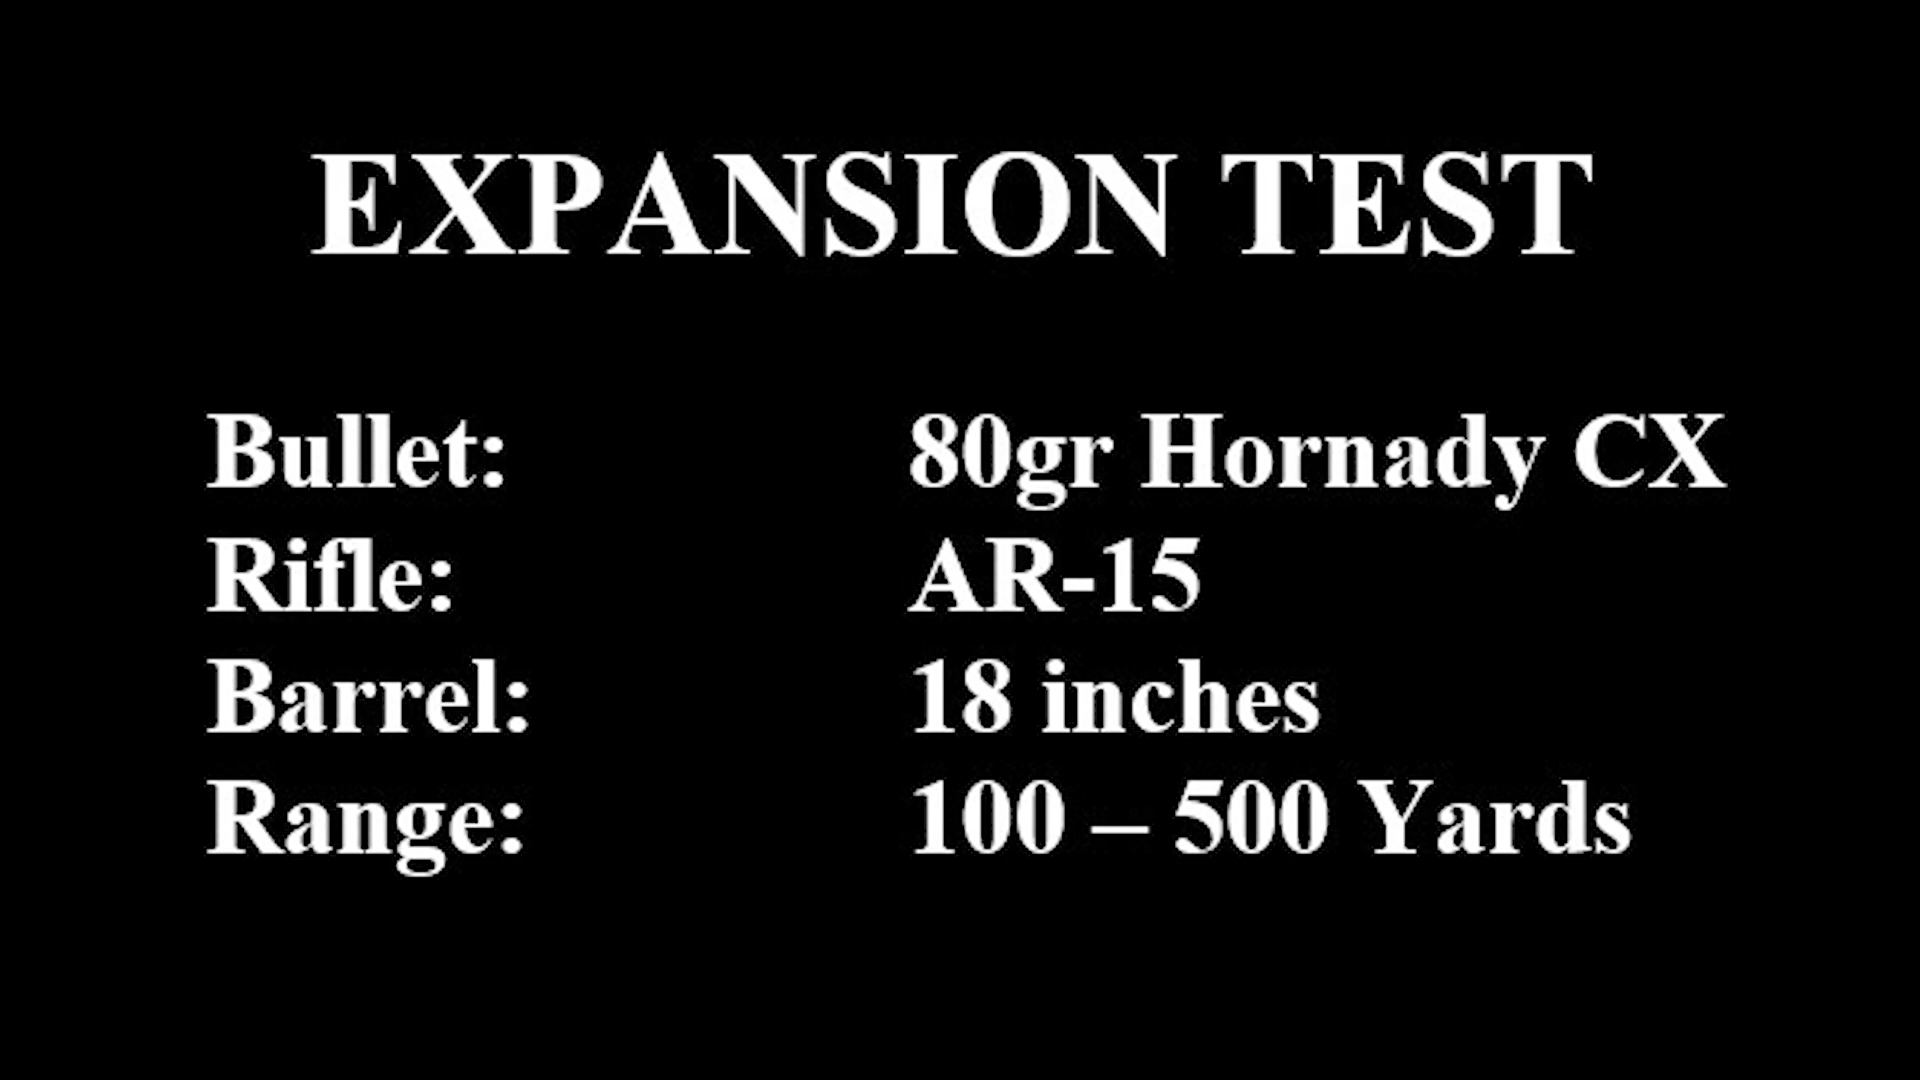 EXPANSION TEST
Bullet: 80gr Hornady CX
Rifle: AR-15
Barrel: 18 inches
Range: 100 – 500 Yards